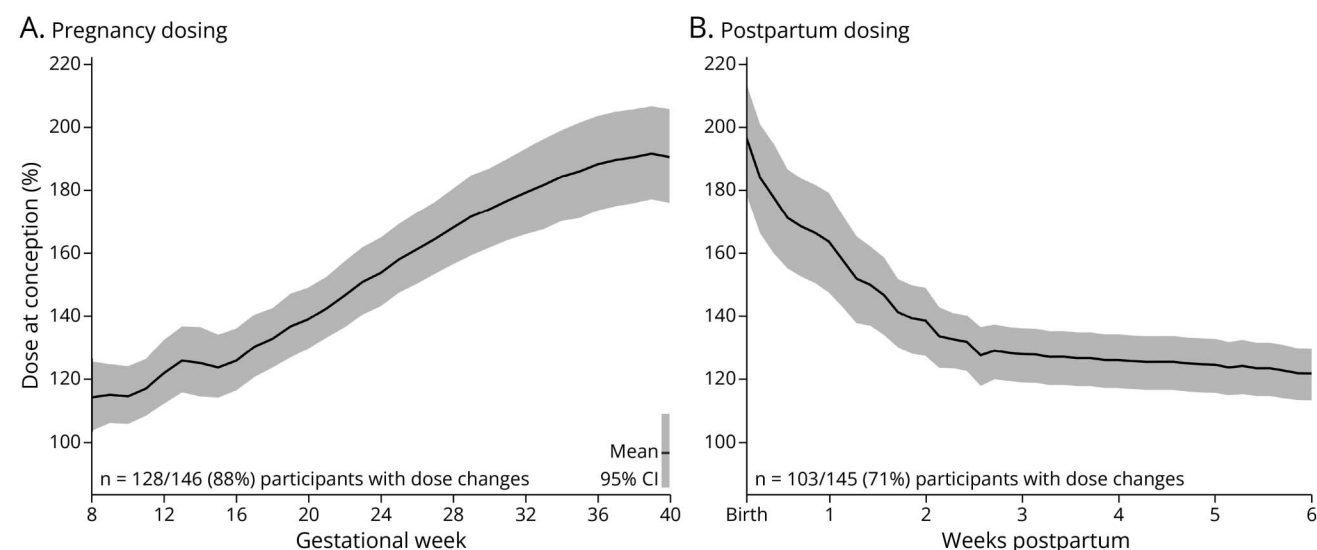 A. Pregnancy dosing
Dose at conception (%)
220
200
180
160
140
120
100
Mean
95% CI
n = 128/146 (88%) participants with dose changes
8 12 16 20 24 28 32 36 40
Gestational week
B. Postpartum dosing
220
200
180
160
140
120
100
n = 103/145 (71%) participants with dose changes
Birth 1 2 3 4 5 6
Weeks postpartum